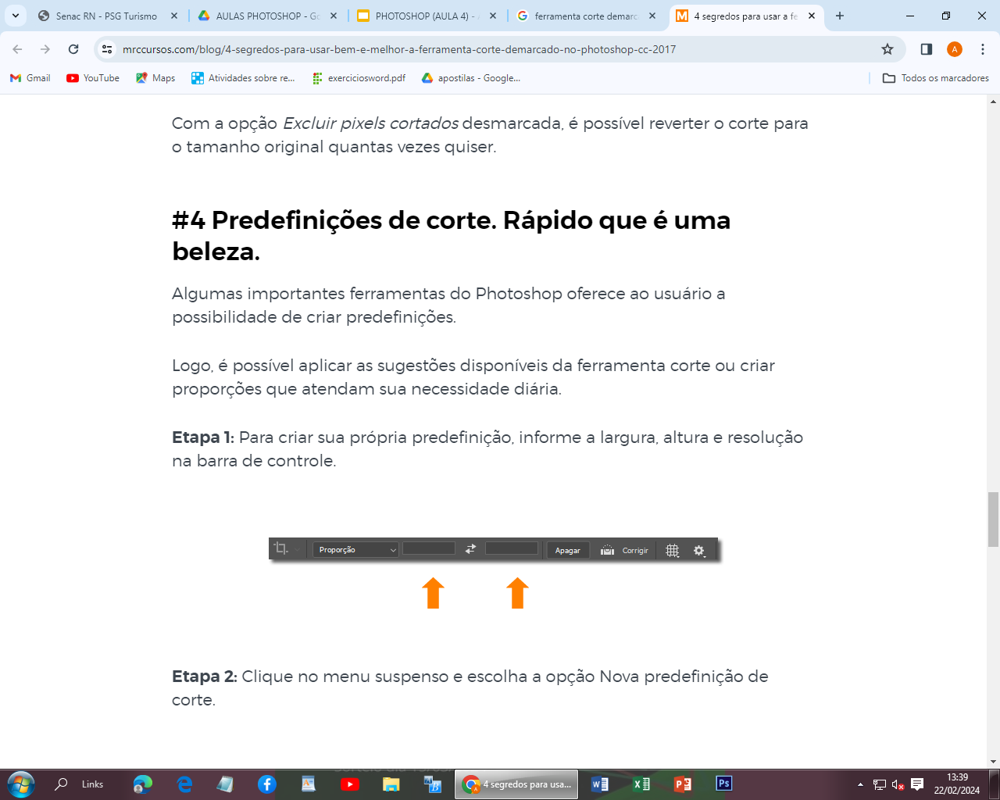 Senac RN - PSG Turismo
AULAS PHOTOSHOP - Go
PHOTOSHOP (AULA 4) -
ferramenta corte demarc
4 segredos para usar a fe
mrccursos.com/blog/4-segredos-para-usar-bem-e-melhor-a-ferramenta-corte-demarcado-no-photoshop-cc-2017
A
Gmail
YouTube
Maps
Atividades sobre re...
exerciciosword.pdf
apostilas - Google...
Todos os marcadores
Com a opção Excluir pixels cortados desmarcada, é possível reverter o corte para
o tamanho original quantas vezes quiser.
#4 Predefinições de corte. Rápido que é uma
beleza.
Algumas importantes ferramentas do Photoshop oferece ao usuário a
possibilidade de criar predefinições.
Logo, é possível aplicar as sugestões disponíveis da ferramenta corte ou criar
proporções que atendam sua necessidade diária.
Etapa 1: Para criar sua própria predefinição, informe a largura, altura e resolução
na barra de controle.
Proporção
Apagar
Corrigir
Etapa 2: Clique no menu suspenso e escolha a opção Nova predefinição de
corte.
Links
4 segredos para usa...
13:39
22/02/2024